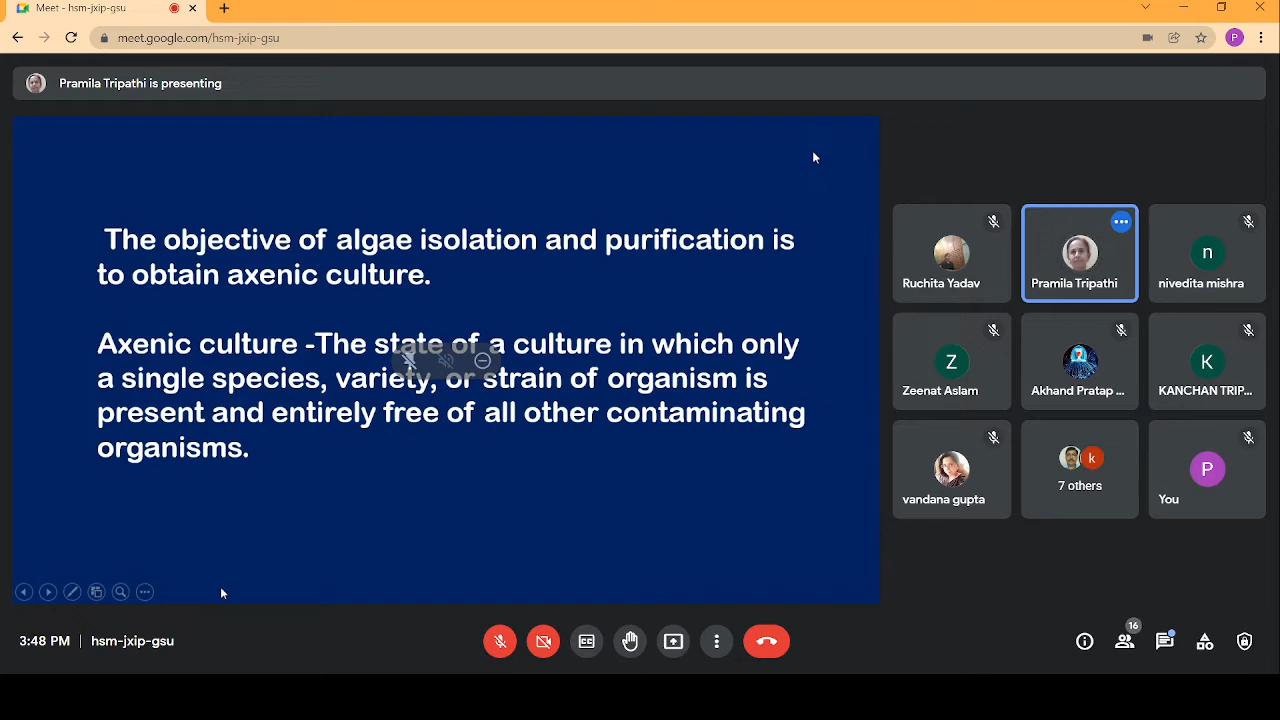 Meet - hsm-jxip-gsu
meet.google.com/hsm-jxip-gsu
P
Pramila Tripathi is presenting
The objective of algae isolation and purification is
to obtain axenic culture.
Axenic culture -The state of a culture in which only
a single species, variety, or strain of organism is
present and entirely free of all other contaminating
organisms.
Ruchita Yadav
Pramila Tripathi
n
nivedita mishra
Z
Zeenat Aslam
Akhand Pratap ...
K
KANCHAN TRIP...
vandana gupta
k
7 others
P
You
3:48 PM | hsm-jxip-gsu
CC
16